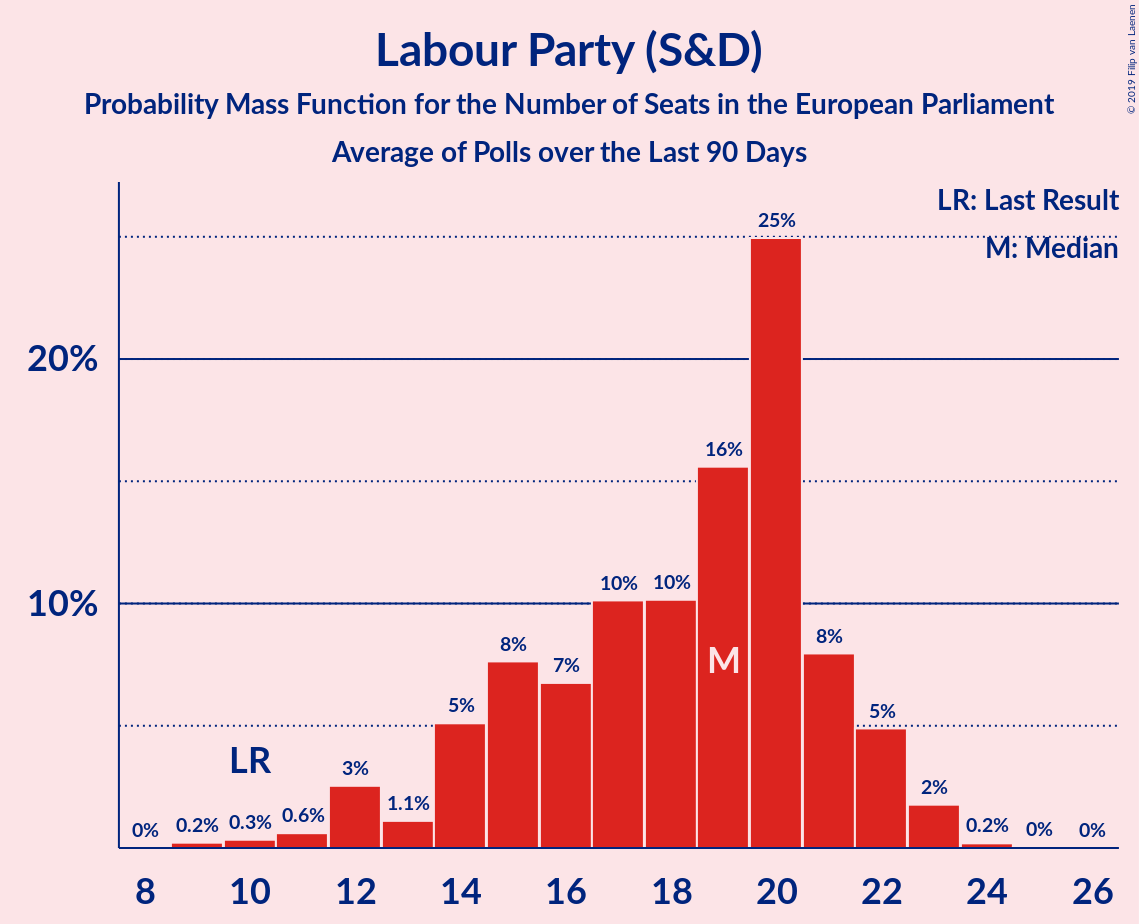 Labour Party (S&D)
Probability Mass Function for the Number of Seats in the European Parliament
Average of Polls over the Last 90 Days
© 2019 Filip van Laenen
LR: Last Result
M: Median
20%
10%
0% 0.2% 0.3% 0.6% 3% 1.1% 5% 8% 7% 10% 10% 16% 25% 8% 5% 2% 0.2% 0% 0%
LR
M
8 10 12 14 16 18 20 22 24 26